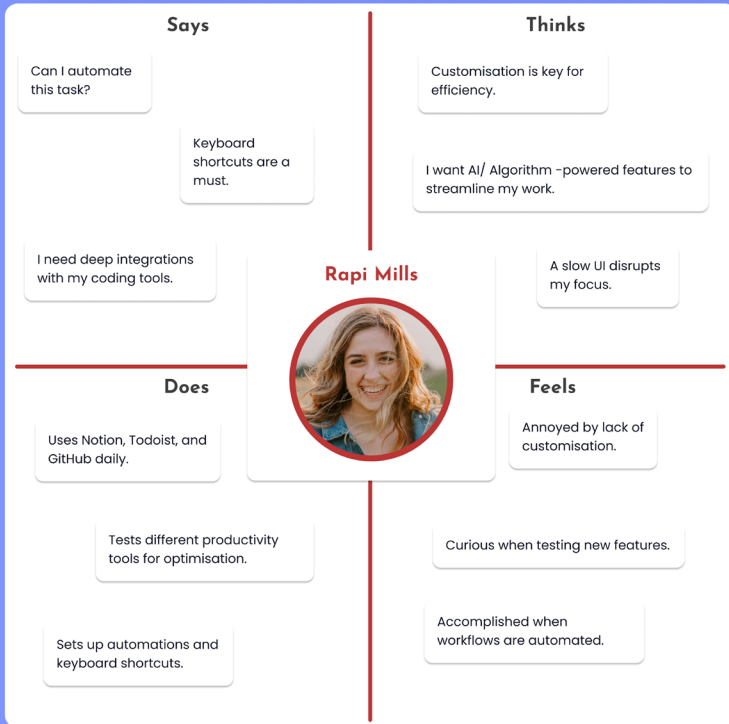 Says
Can I automate
this task?
Keyboard
shortcuts are a
must.
I need deep integrations
with my coding tools.
Thinks
Customisation is key for
efficiency.
I want AI/ Algorithm -powered features to
streamline my work.
A slow UI disrupts
my focus.
Rapi Mills
Does
Uses Notion, Todoist, and
GitHub daily.
Tests different productivity
tools for optimisation.
Sets up automations and
keyboard shortcuts.
Feels
Annoyed by lack of
customisation.
Curious when testing new features.
Accomplished when
workflows are automated.